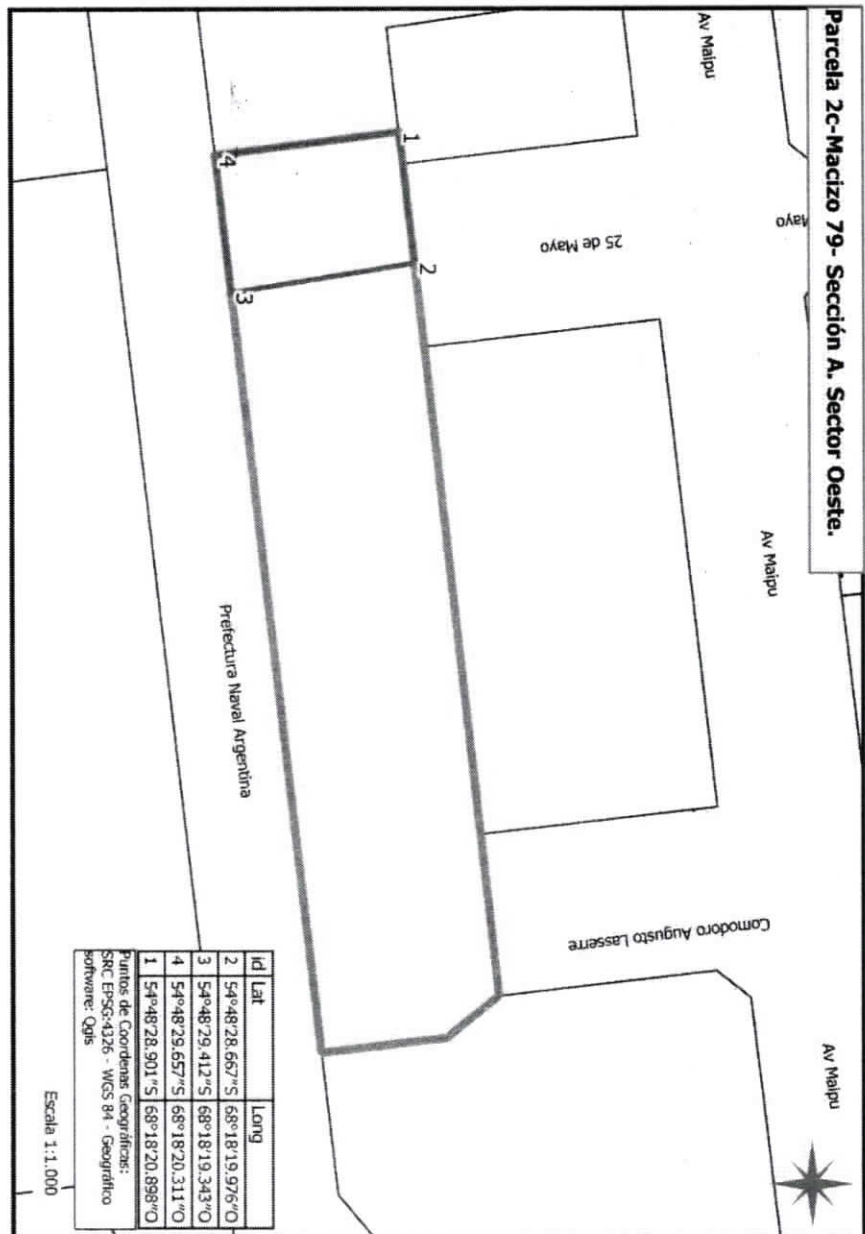 Parcela 2c-Macizo 79- Sección A. Sector Oeste.
Av Maipu
Mayo
25 de Mayo
Av Maipu
Av Maipu
Comodoro Augusto Lasserre
Prefectura Naval Argentina
1
2
3
4
id Lat Long
2 54°48'28.667"S 68°18'19.976"O
3 54°48'29.412"S 68°18'19.343"O
4 54°48'29.657"S 68°18'20.311"O
1 54°48'28.901"S 68°18'20.898"O
Puntos de Coordenas Geográficas:
SRC EPSG:4326 - WGS 84 - Geográfico
software: Qgis
Escala 1:1.000